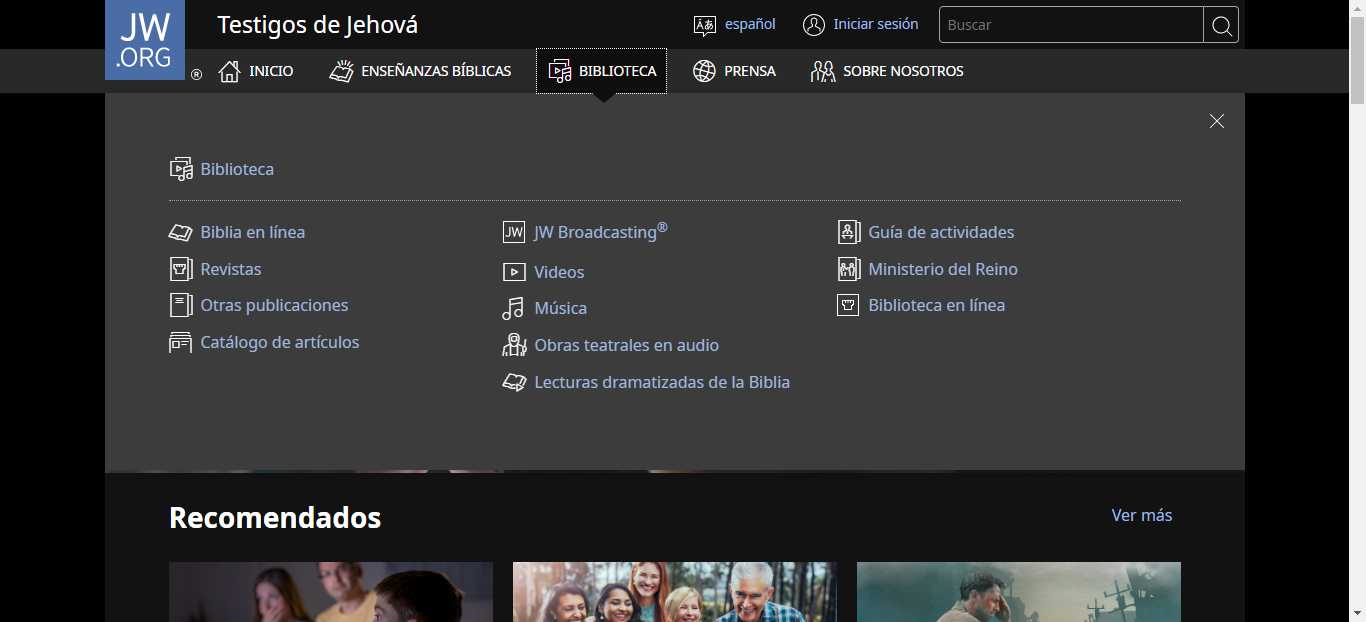 JW
.ORG
®
Testigos de Jehová
español
Iniciar sesión
Buscar
INICIO
ENSEÑANZAS BÍBLICAS
BIBLIOTECA
PRENSA
SOBRE NOSOTROS
Biblioteca
Biblia en línea
Revistas
Otras publicaciones
Catálogo de artículos
JW
JW Broadcasting®
Videos
Música
Obras teatrales en audio
Lecturas dramatizadas de la Biblia
Guía de actividades
Ministerio del Reino
Biblioteca en línea
Recomendados
Ver más